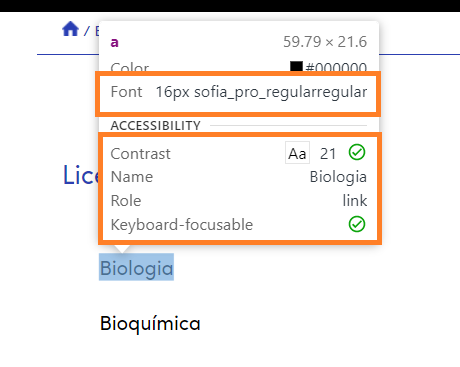 / E
a 59.79 × 21.6
Color #000000
Font 16px sofia_pro_regularregular
ACCESSIBILITY
Contrast Aa 21
Name Biologia
Lice
Role link
Keyboard-focusable
Biologia
Bioquímica